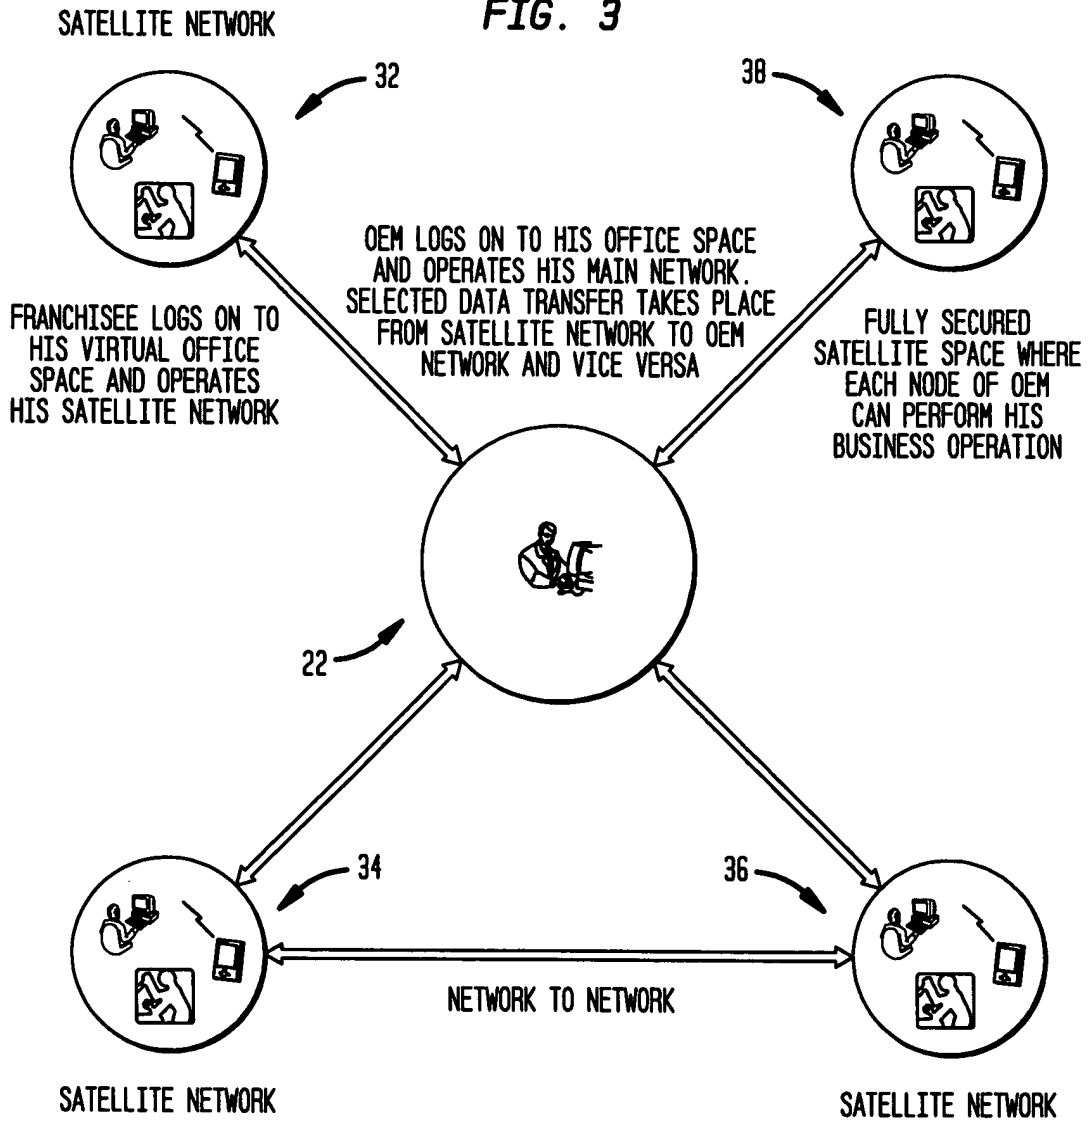 FIG. 3
SATELLITE NETWORK
32
38
OEM LOGS ON TO HIS OFFICE SPACE
AND OPERATES HIS MAIN NETWORK.
SELECTED DATA TRANSFER TAKES PLACE
FROM SATELLITE NETWORK TO OEM
NETWORK AND VICE VERSA
FRANCHISEE LOGS ON TO
HIS VIRTUAL OFFICE
SPACE AND OPERATES
HIS SATELLITE NETWORK
FULLY SECURED
SATELLITE SPACE WHERE
EACH NODE OF OEM
CAN PERFORM HIS
BUSINESS OPERATION
22
34
36
NETWORK TO NETWORK
SATELLITE NETWORK
SATELLITE NETWORK